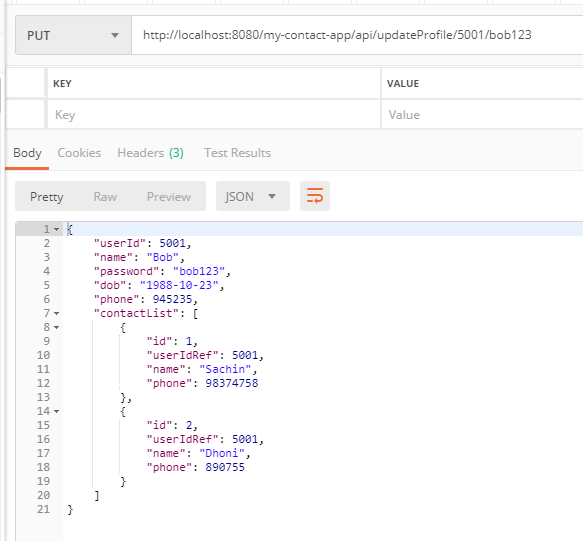 PUT http://localhost:8080/my-contact-app/api/updateProfile/5001/bob123
KEY VALUE
Key Value
Body Cookies Headers (3) Test Results
Pretty Raw Preview JSON
1 {
2 "userId": 5001,
3 "name": "Bob",
4 "password": "bob123",
5 "dob": "1988-10-23",
6 "phone": 945235,
7 "contactList": [
8 {
9 "id": 1,
10 "userIdRef": 5001,
11 "name": "Sachin",
12 "phone": 98374758
13 },
14 {
15 "id": 2,
16 "userIdRef": 5001,
17 "name": "Dhoni",
18 "phone": 890755
19 }
20 ]
21 }